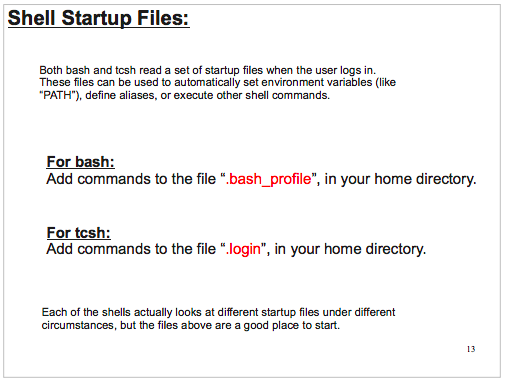 Shell Startup Files:
Both bash and tcsh read a set of startup files when the user logs in.
These files can be used to automatically set environment variables (like
“PATH”), define aliases, or execute other shell commands.
For bash:
Add commands to the file “.bash_profile”, in your home directory.
For tcsh:
Add commands to the file “.login”, in your home directory.
Each of the shells actually looks at different startup files under different
circumstances, but the files above are a good place to start.
13